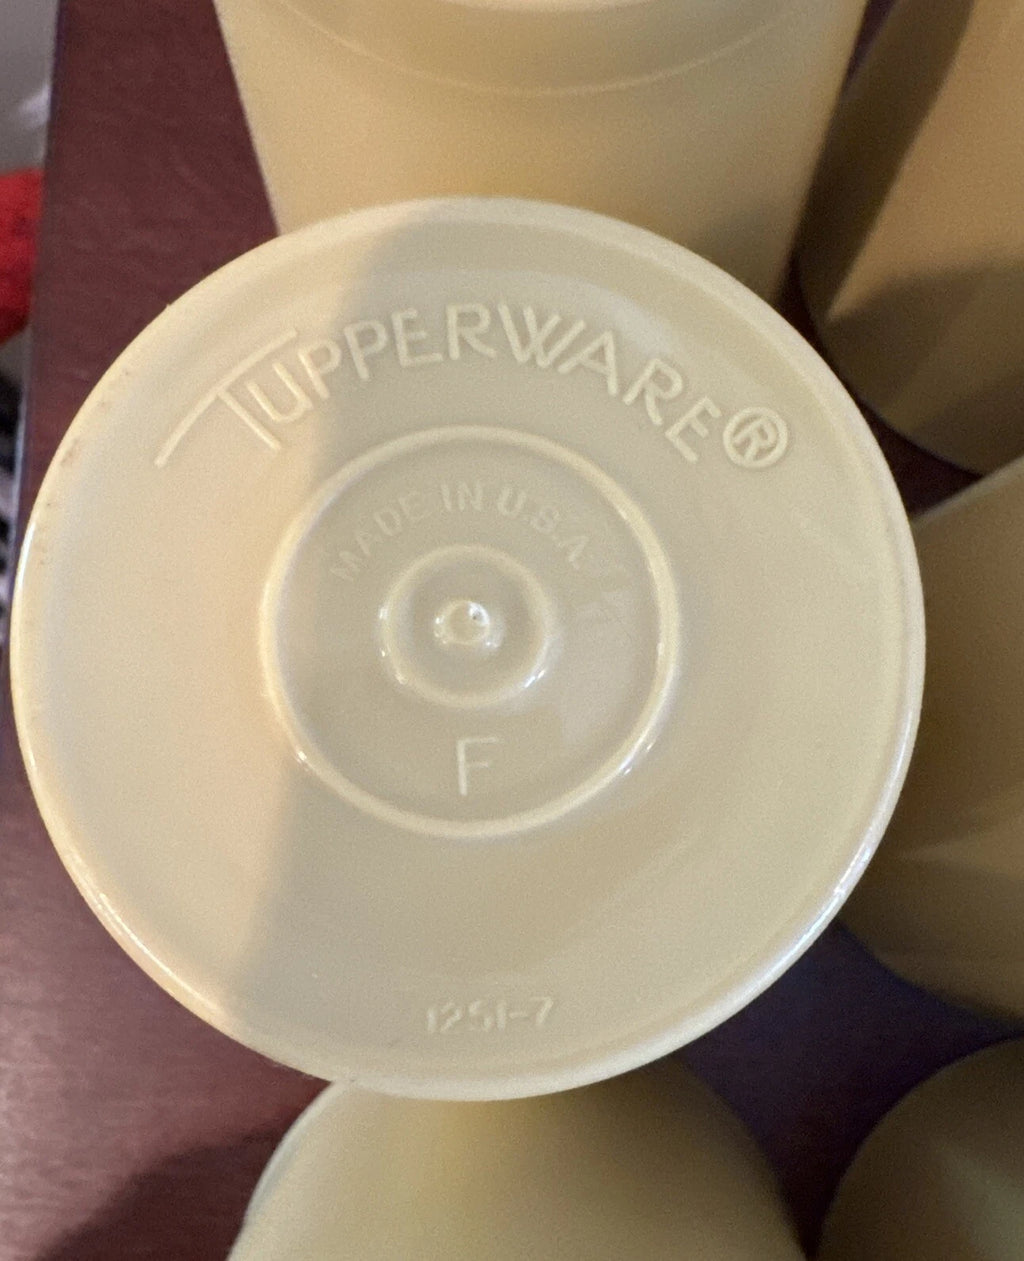 TUPPERWARE®
MADE IN U.S.A.
F
1251-7